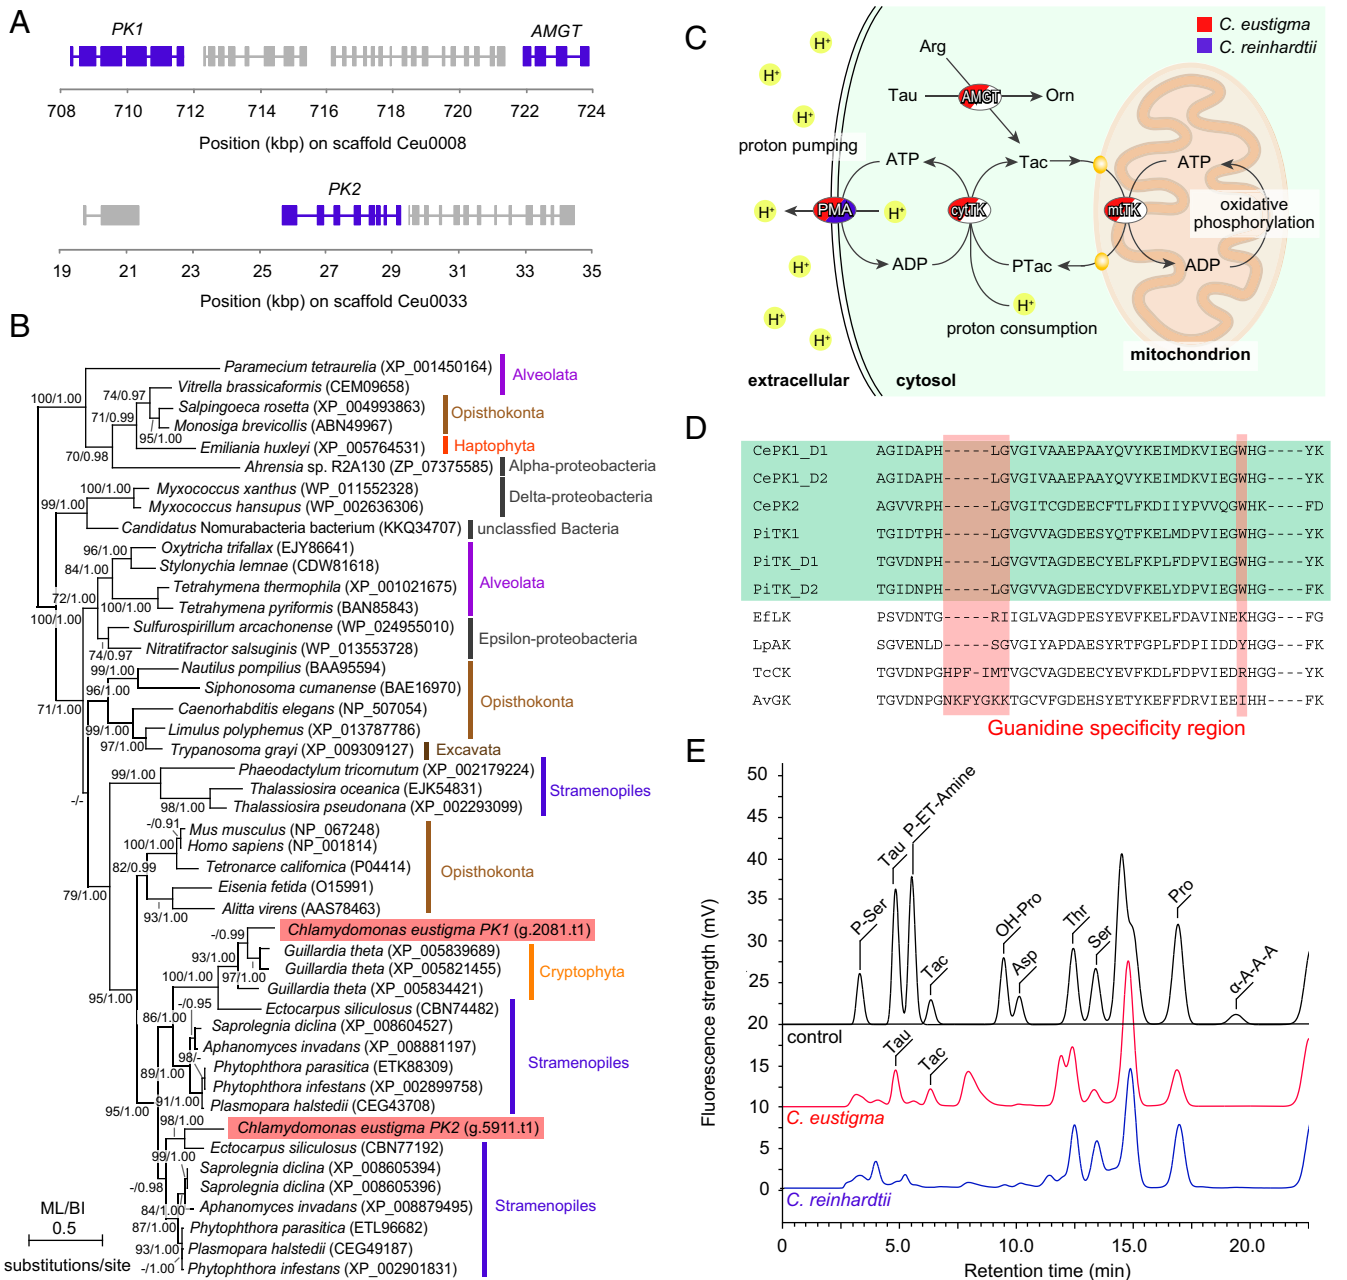 A
PK1
AMGT
708 710 712 714 716 718 720 722 724
Position (kbp) on scaffold Ceu0008
PK2
19 21 23 25 26 29 31 33 35
Position (kbp) on scaffold Ceu0033
B
Paramecium tetraurelia (XP_001450164)
Vitrella brassicaformis (CEM09658)
Salpingoeca rosetta (XP_004993863)
Monosiga brevicollis (ABN49967)
Emiliania huxleyi (XP_005764531)
Ahrensia sp. R2A130 (ZP_07375585)
Myxococcus xanthus (WP_011552328)
Myxococcus hansupus (WP_002636306)
Candidatus Nomurabacteria bacterium (KKQ34707)
Oxytricha trifallax (EJY86641)
Stylonychia lemnae (CDW81618)
Tetrahymena thermophila (XP_001021675)
Tetrahymena pyriformis (BAN85843)
Sulfurospirillum arcachonense (WP_024955010)
Nitratifractor salsuginis (WP_013553728)
Nautilus pompilius (BAA95594)
Siphonosoma cumanense (BAE16970)
Caenorhabditis elegans (NP_507054)
Limulus polyphemus (XP_013787786)
Trypanosoma grayi (XP_009309127)
Phaeodactylum tricornutum (XP_002179224)
Thalassiosira oceanica (EJK54831)
Thalassiosira pseudonana (XP_002293099)
Mus musculus (NP_067248)
Homo sapiens (NP_001814)
Tetronarce californica (P04414)
Eisenia fetida (O15991)
Alitta virens (AAS78463)
Chlamydomonas eustigma PK1 (g.2081.t1)
Guillardia theta (XP_005839689)
Guillardia theta (XP_005821455)
Guillardia theta (XP_005834421)
Ectocarpus siliculosus (CBN74482)
Saprolegnia diclina (XP_008604527)
Aphanomyces invadans (XP_008881197)
Phytophthora parasitica (ETK88309)
Phytophthora infestans (XP_002899758)
Plasmopara halstedii (CEG43708)
Chlamydomonas eustigma PK2 (g.5911.t1)
Ectocarpus siliculosus (CBN77192)
Saprolegnia diclina (XP_008605394)
Saprolegnia diclina (XP_008605396)
Aphanomyces invadans (XP_008879495)
Phytophthora parasitica (ETL96682)
Plasmopara halstedii (CEG49187)
Phytophthora infestans (XP_002901831)
Alveolata
Opisthokonta
Haptophyta
Alpha-proteobacteria
Delta-proteobacteria
unclassfied Bacteria
Alveolata
Epsilon-proteobacteria
Opisthokonta
Excavata
Stramenopiles
Opisthokonta
Cryptophyta
Stramenopiles
Stramenopiles
100/1.00
74/0.97
71/0.99
95/1.00
70/0.98
100/1.00
99/1.00
96/1.00
84/1.00
72/1.00
100/1.00
100/1.00
74/0.97
99/1.00
96/1.00
71/1.00
99/1.00
97/1.00
99/1.00
98/1.00
-/-
-/0.91
100/1.00
82/0.99
79/1.00
93/1.00
-/0.99
93/1.00
97/1.00
100/1.00
95/1.00
-/0.95
86/1.00
98/-
89/1.00
91/1.00
95/1.00
98/1.00
99/1.00
-/0.98
84/1.00
87/1.00
93/1.00
-/1.00
ML/BI
0.5
substitutions/site
C
C. eustigma
C. reinhardtii
H+
H+
H+
Arg
Tau
AMGT
Orn
proton pumping
ATP
Tac
ATP
H+
PMA
H+
cytTK
mtTK
oxidative
phosphorylation
ADP
PTac
ADP
H+
H+
H+
H+
proton consumption
mitochondrion
extracellular
cytosol
D
CePK1_D1 AGIDAPH-----LGVGIVAAEPAAYQVYKEIMDKVIEGWHG----YK
CePK1_D2 AGIDAPH-----LGVGIVAAEPAAYQVYKEIMDKVIEGWHG----YK
CePK2 AGVVRPH-----LGVGITCGDEECFTLFKDIIYPVVQGWHK----FD
PiTK1 TGIDTPH-----LGVGVVAGDEESYQTFKELMDPVIEGWHG----YK
PiTK_D1 TGVDNPH-----LGVGVTAGDEECYELFKPLFDPVIEGWHG----YK
PiTK_D2 TGVDNPH-----LGVGVVAGDEECYDVFKELYDPVIEGWHG----FK
EfLK PSVDNTG-----RIIGLVAGDPESYEVFKELFDAVINEKHGG---FG
LpAK SGVENLD-----SGVGIYAPDAESYRTFGPLFDPIIDDYHGG---FK
TcCK TGVDNPGHPF-IMTVGCVAGDEECYEVFKDLFDPVIEDRHGG---YK
AvGK TGVDNPGNKFYGKKTGCVFGDEHSYETYKEFFDRVIEEIHH----YK
Guanidine specificity region
E
Fluorescence strength (mV)
50
45
40
35
30
25
20
15
10
5
0
P-Ser
Tau
P-ET-Amine
Tac
OH-Pro
Asp
Thr
Ser
Pro
α-A-A-A
control
Tau
Tac
C. eustigma
C. reinhardtii
0 5.0 10.0 15.0 20.0
Retention time (min)